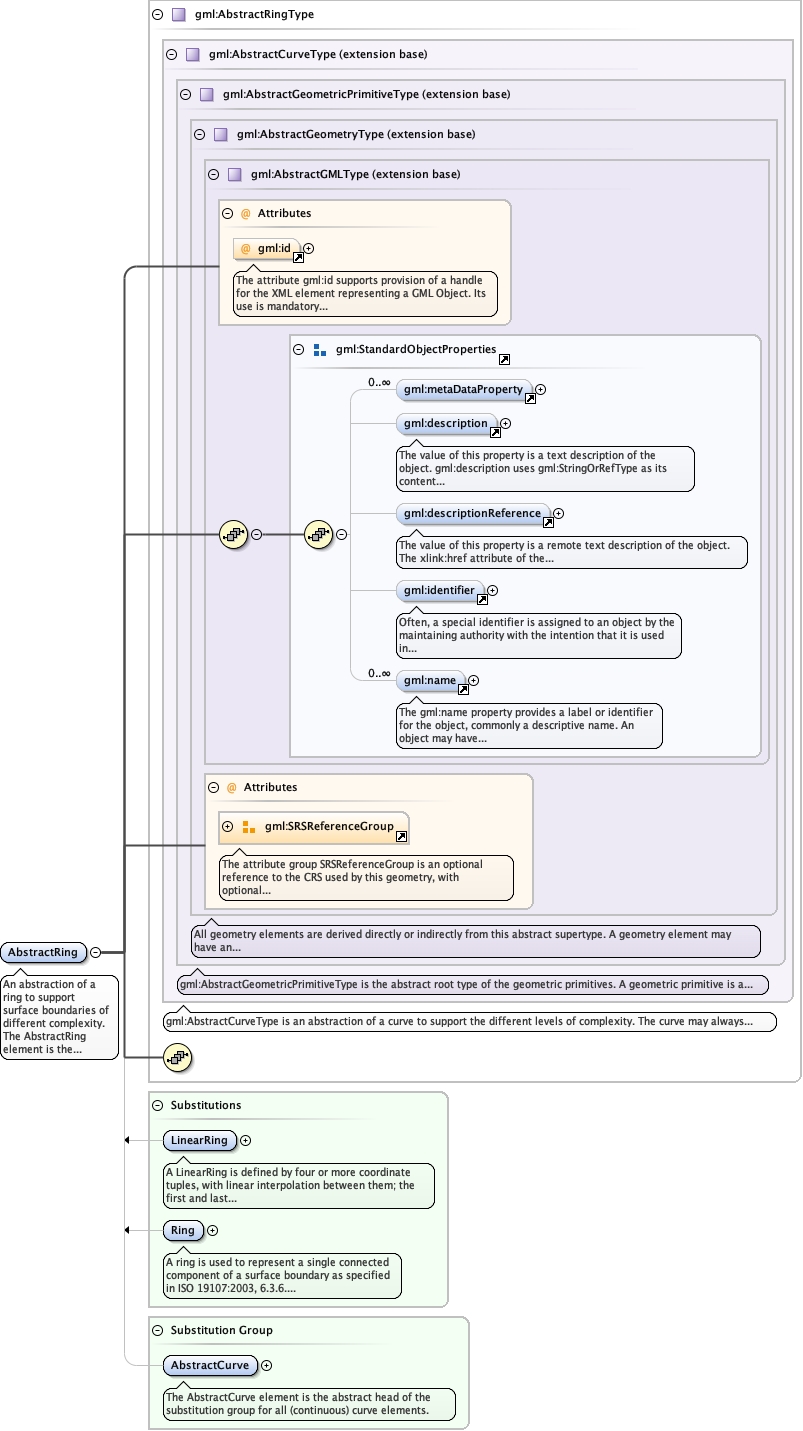 gml:AbstractRingType
gml:AbstractCurveType (extension base)
gml:AbstractGeometricPrimitiveType (extension base)
gml:AbstractGeometryType (extension base)
gml:AbstractGMLType (extension base)
@ Attributes
@ gml:id
The attribute gml:id supports provision of a handle
for the XML element representing a GML Object. Its
use is mandatory...
gml:StandardObjectProperties
0..∞
gml:metaDataProperty
gml:description
The value of this property is a text description of the
object. gml:description uses gml:StringOrRefType as its
content...
gml:descriptionReference
The value of this property is a remote text description of the object.
The xlink:href attribute of the...
gml:identifier
Often, a special identifier is assigned to an object by the
maintaining authority with the intention that it is used
in...
0..∞
gml:name
The gml:name property provides a label or identifier
for the object, commonly a descriptive name. An
object may have...
@ Attributes
gml:SRSReferenceGroup
The attribute group SRSReferenceGroup is an optional
reference to the CRS used by this geometry, with
optional...
All geometry elements are derived directly or indirectly from this abstract supertype. A geometry element may
have an...
gml:AbstractGeometricPrimitiveType is the abstract root type of the geometric primitives. A geometric primitive is a...
gml:AbstractCurveType is an abstraction of a curve to support the different levels of complexity. The curve may always...
AbstractRing
An abstraction of a
ring to support
surface boundaries of
different complexity.
The AbstractRing
element is the...
Substitutions
LinearRing
A LinearRing is defined by four or more coordinate
tuples, with linear interpolation between them; the
first and last...
Ring
A ring is used to represent a single connected
component of a surface boundary as specified
in ISO 19107:2003, 6.3.6....
Substitution Group
AbstractCurve
The AbstractCurve element is the abstract head of the
substitution group for all (continuous) curve elements.